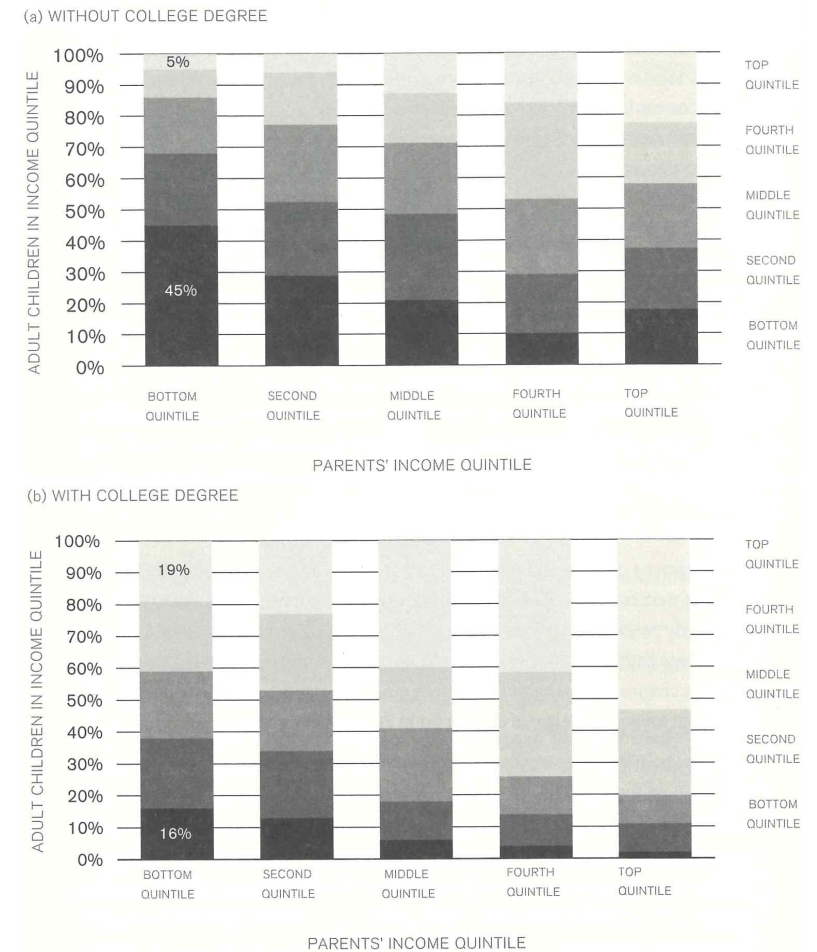 (a) WITHOUT COLLEGE DEGREE
ADULT CHILDREN IN INCOME QUINTILE
100%
90%
80%
70%
60%
50%
40%
30%
20%
10%
0%
5%
45%
TOP
QUINTILE
FOURTH
QUINTILE
MIDDLE
QUINTILE
SECOND
QUINTILE
BOTTOM
QUINTILE
BOTTOM
QUINTILE
SECOND
QUINTILE
MIDDLE
QUINTILE
FOURTH
QUINTILE
TOP
QUINTILE
PARENTS' INCOME QUINTILE
(b) WITH COLLEGE DEGREE
ADULT CHILDREN IN INCOME QUINTILE
100%
90%
80%
70%
60%
50%
40%
30%
20%
10%
0%
19%
16%
TOP
QUINTILE
FOURTH
QUINTILE
MIDDLE
QUINTILE
SECOND
QUINTILE
BOTTOM
QUINTILE
BOTTOM
QUINTILE
SECOND
QUINTILE
MIDDLE
QUINTILE
FOURTH
QUINTILE
TOP
QUINTILE
PARENTS' INCOME QUINTILE